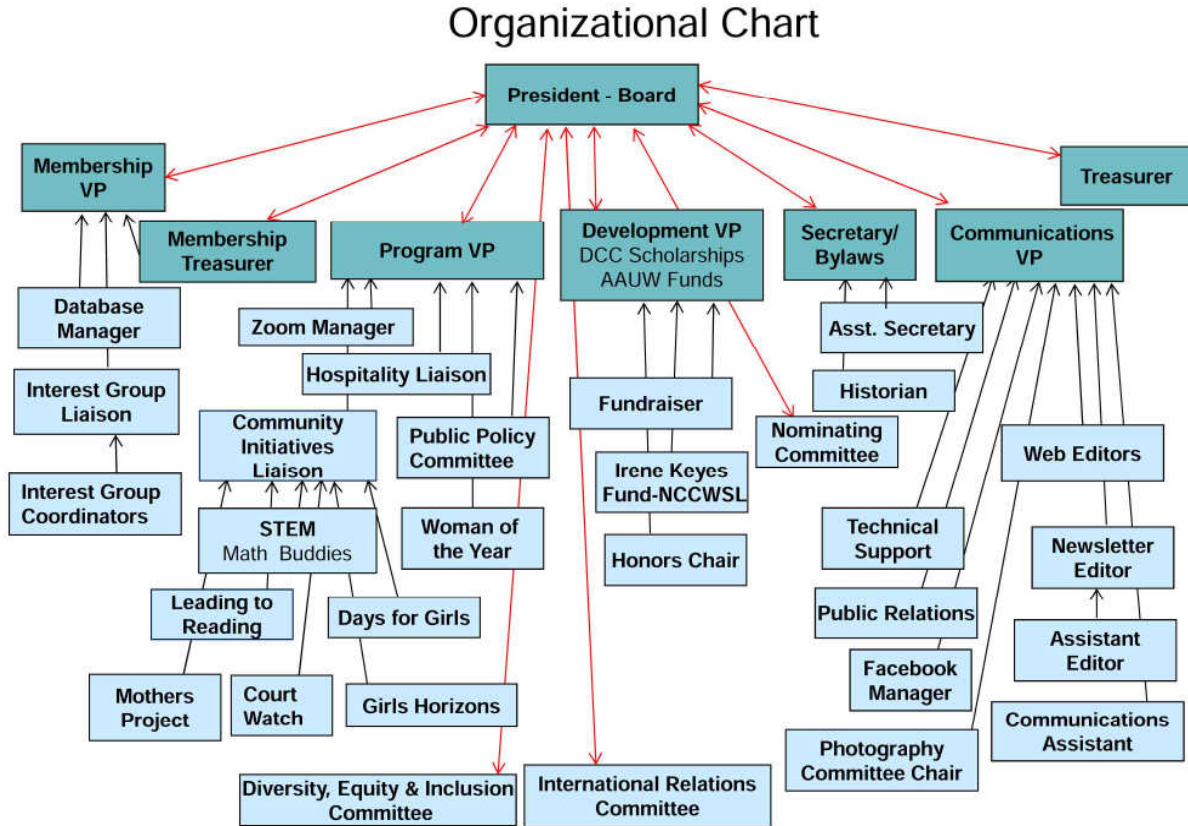 Organizational Chart
President - Board
Membership
VP
Treasurer
Membership
Treasurer
Program VP
Development VP
DCC Scholarships
AAUW Funds
Secretary/
Bylaws
Communications
VP
Database
Manager
Zoom Manager
Asst. Secretary
Hospitality Liaison
Interest Group
Liaison
Fundraiser
Historian
Community
Initiatives
Liaison
Public Policy
Committee
Nominating
Committee
Web Editors
Irene Keyes
Fund-NCCWSL
Interest Group
Coordinators
STEM
Math Buddies
Woman of
the Year
Technical
Support
Honors Chair
Newsletter
Editor
Leading to
Reading
Days for Girls
Public Relations
Assistant
Editor
Facebook
Manager
Mothers
Project
Court
Watch
Girls Horizons
Communications
Assistant
Photography
Committee Chair
Diversity, Equity & Inclusion
Committee
International Relations
Committee